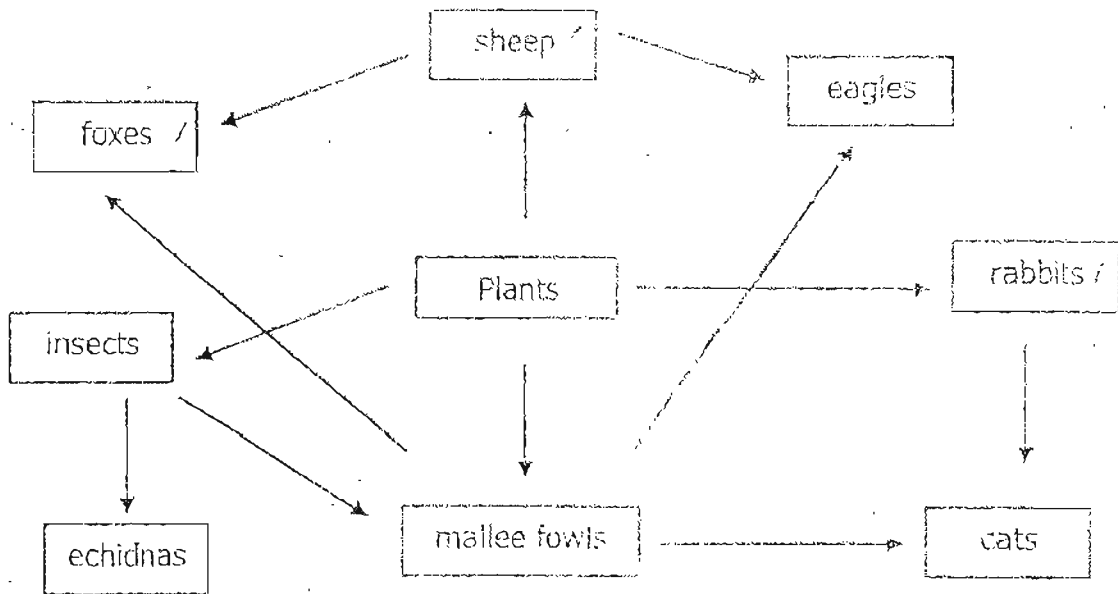 sheep
eagles
foxes
Plants
rabbits
insects
mallee fowls
cats
echidnas